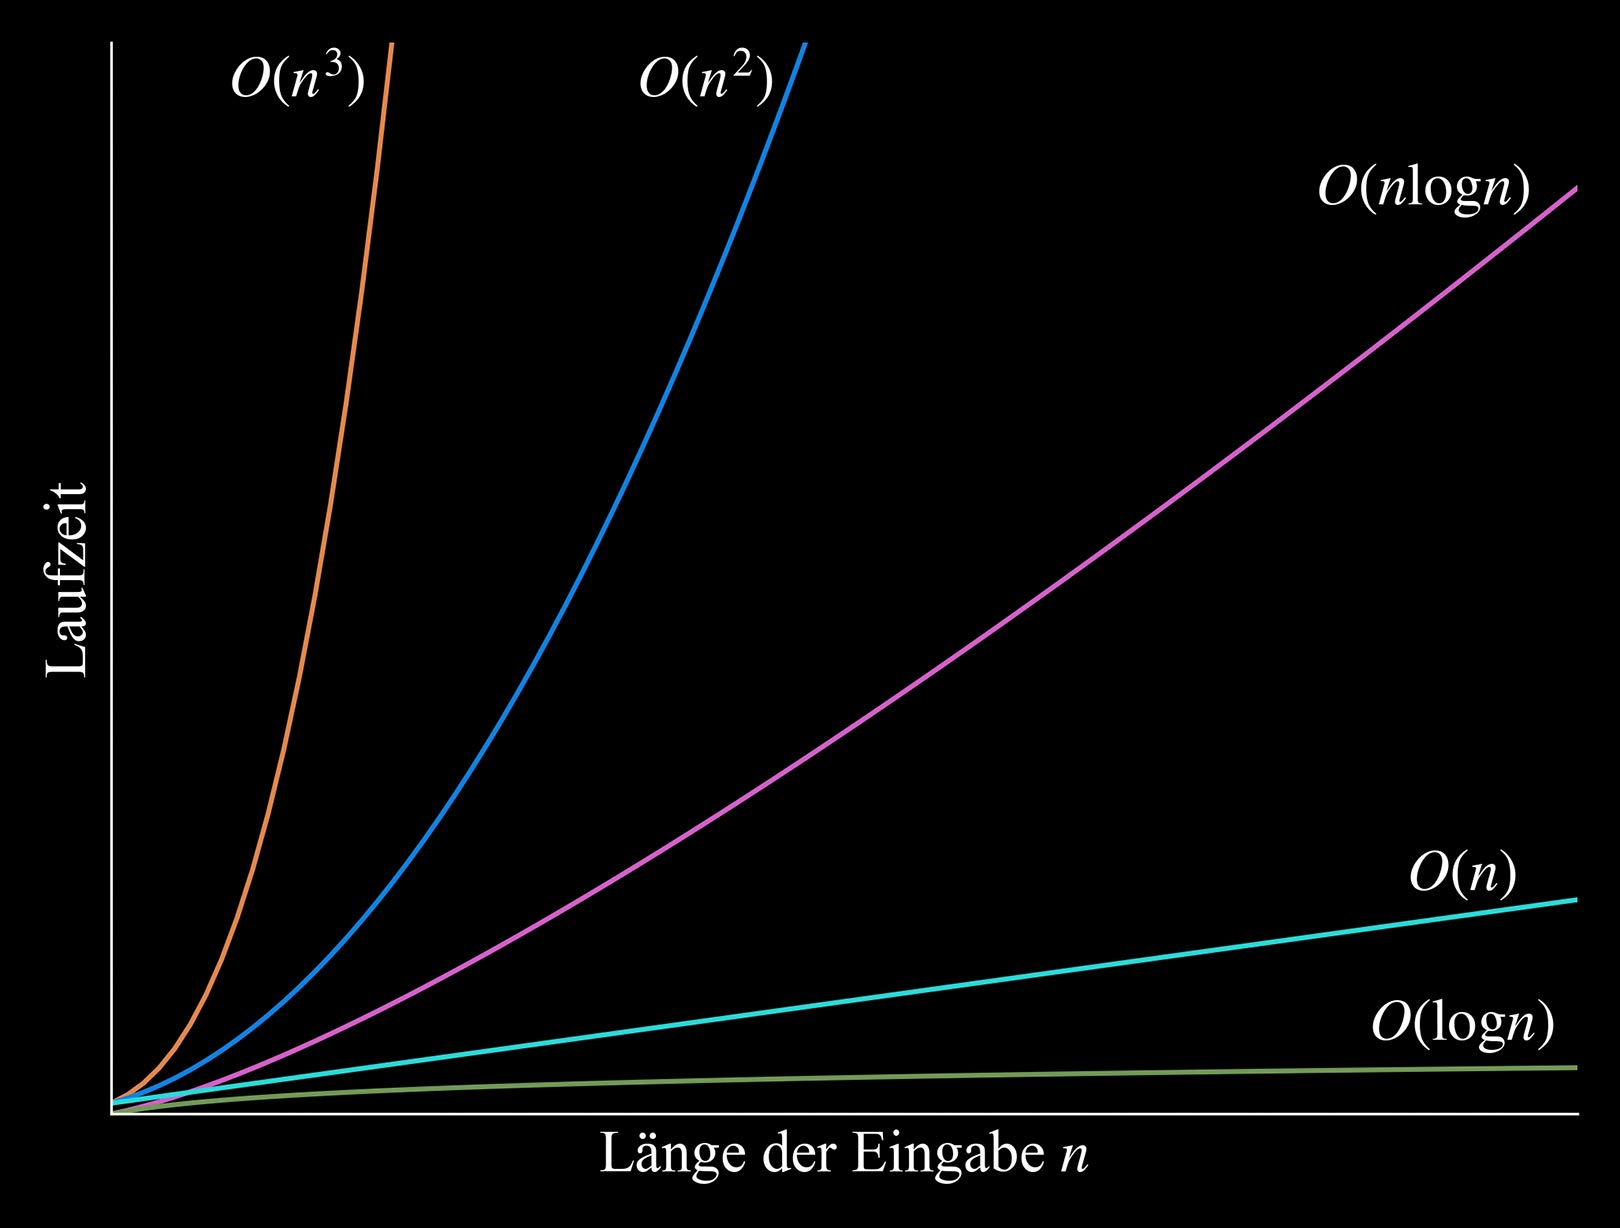 O(n³)
O(n²)
O(nlogn)
O(n)
O(logn)
Laufzeit
Länge der Eingabe n